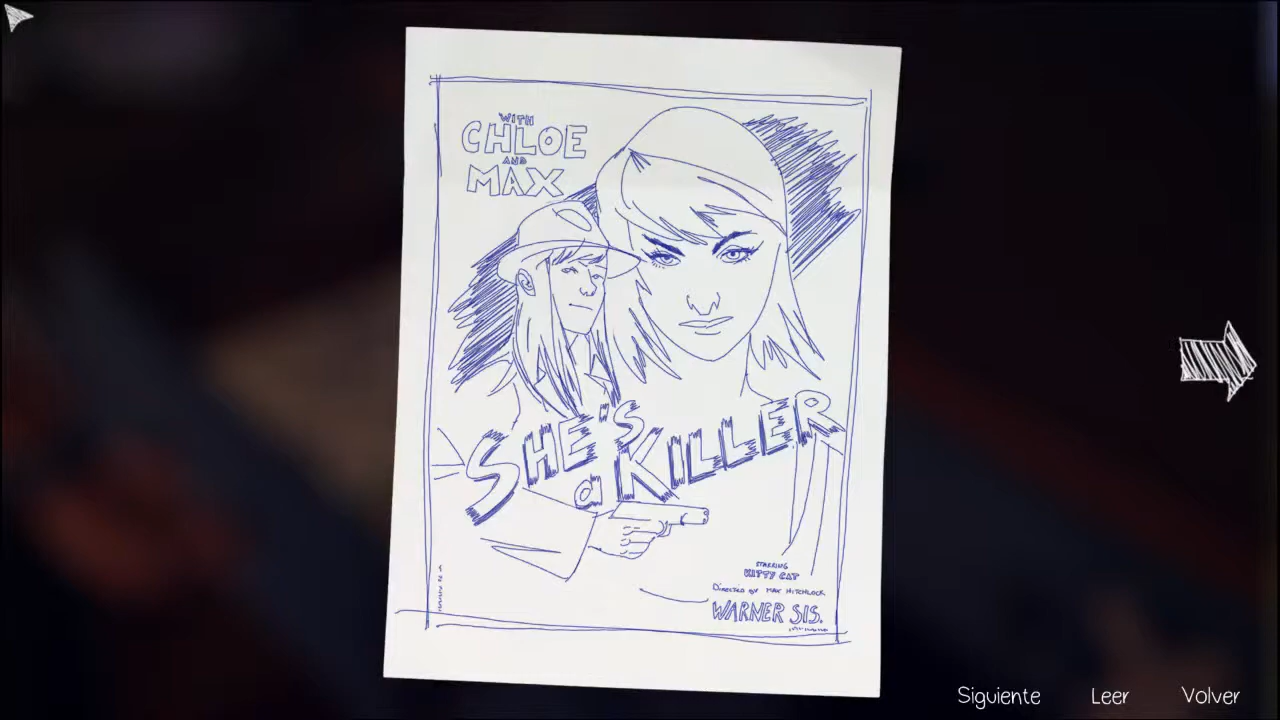 WITH
CHLOE
AND
MAX
SHE'S
a KILLER
STARRING
KITTY CAT
DIRECTED BY MAX HITCHLOCK
WARNER SIS.
Siguiente Leer Volver